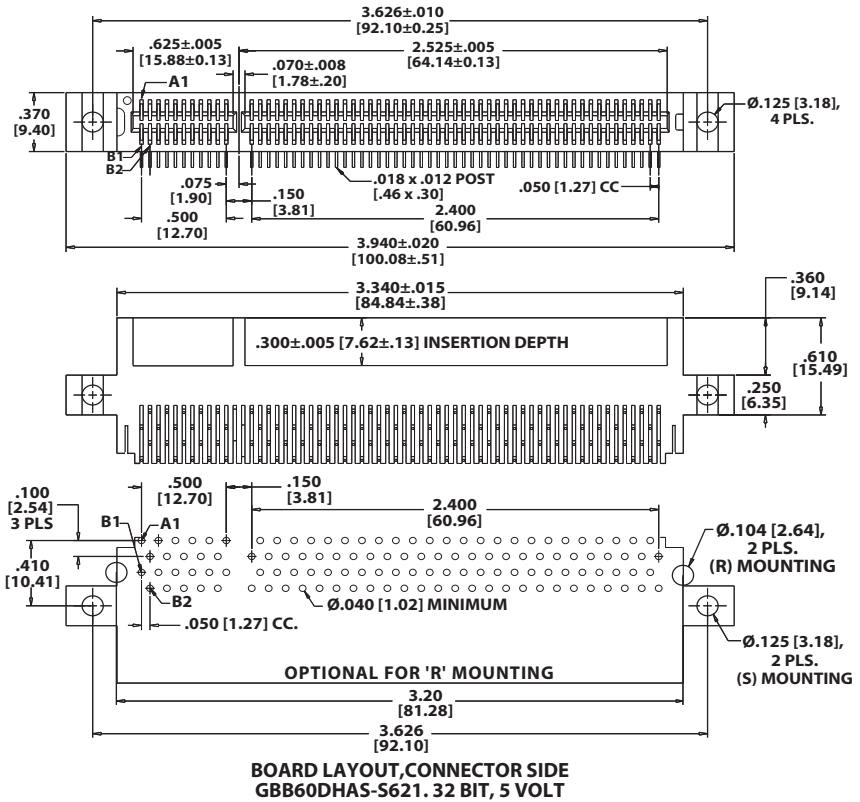 3.626±.010
[92.10±0.25]
.625±.005
[15.88±0.13]
2.525±.005
[64.14±0.13]
.070±.008
[1.78±.20]
A1
.370
[9.40]
Ø.125 [3.18],
4 PLS.
B1
B2
.075
[1.90]
.150
[3.81]
.018 x .012 POST
[.46 x .30]
.050 [1.27] CC
.500
[12.70]
2.400
[60.96]
3.940±.020
[100.08±.51]
3.340±.015
[84.84±.38]
.360
[9.14]
.300±.005 [7.62±.13] INSERTION DEPTH
.610
[15.49]
.250
[6.35]
.500
[12.70]
.150
[3.81]
.100
[2.54]
3 PLS
2.400
[60.96]
B1
A1
Ø.104 [2.64],
2 PLS.
(R) MOUNTING
.410
[10.41]
B2
Ø.040 [1.02] MINIMUM
.050 [1.27] CC.
Ø.125 [3.18],
2 PLS.
(S) MOUNTING
OPTIONAL FOR 'R' MOUNTING
3.20
[81.28]
3.626
[92.10]
BOARD LAYOUT,CONNECTOR SIDE
GBB60DHAS-S621. 32 BIT, 5 VOLT